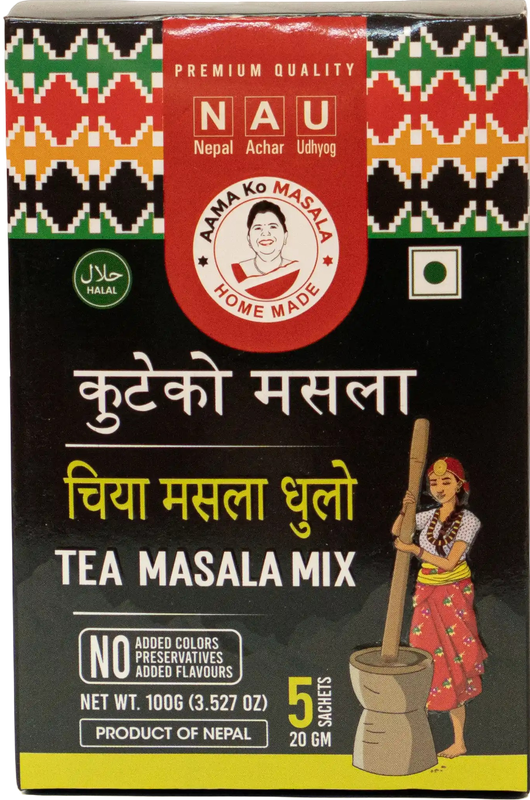 PREMIUM QUALITY
N A U
Nepal Achar Udhyog
AAMA Ko MASALA
HOME MADE
حلال
HALAL
कुटेको मसला
चिया मसला धुलो
TEA MASALA MIX
NO ADDED COLORS
PRESERVATIVES
ADDED FLAVOURS
NET WT. 100G (3.527 OZ)
PRODUCT OF NEPAL
5 SACHETS
20 GM